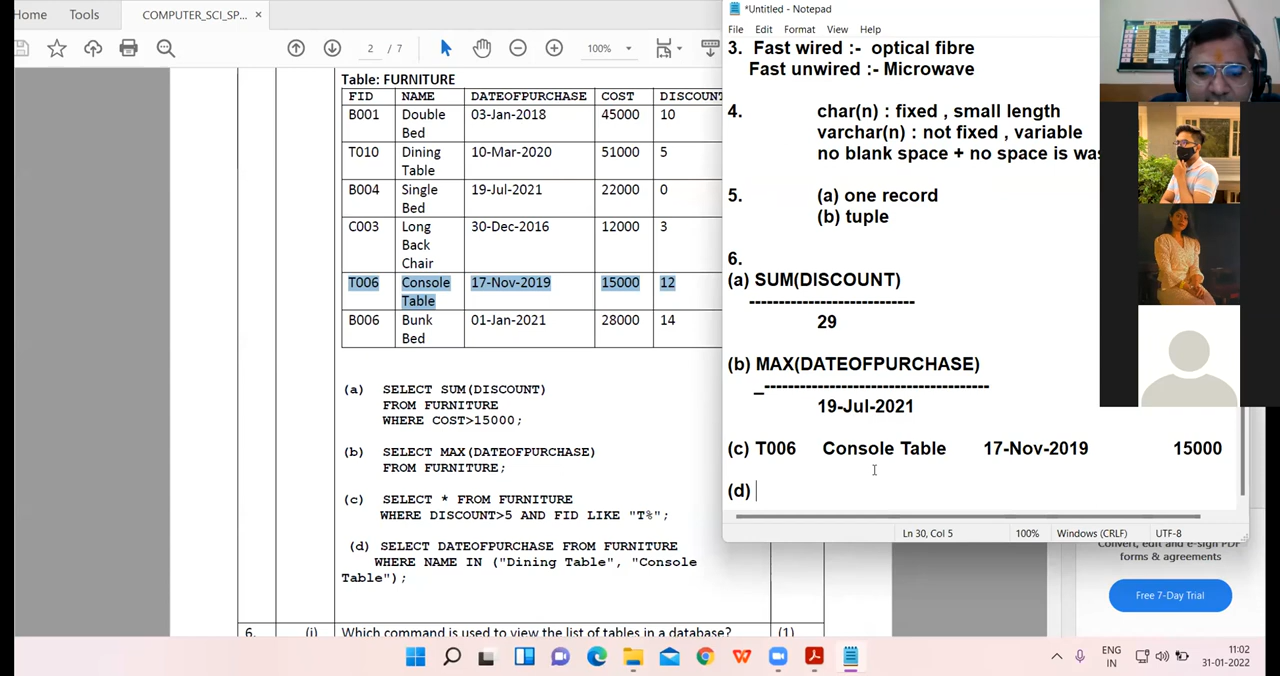 Home Tools COMPUTER_SCI_SP... ×
2 / 7 100%
Table: FURNITURE
FID NAME DATEOFPURCHASE COST DISCOUNT
B001 Double Bed 03-Jan-2018 45000 10
T010 Dining Table 10-Mar-2020 51000 5
B004 Single Bed 19-Jul-2021 22000 0
C003 Long Back Chair 30-Dec-2016 12000 3
T006 Console Table 17-Nov-2019 15000 12
B006 Bunk Bed 01-Jan-2021 28000 14
(a) SELECT SUM(DISCOUNT)
FROM FURNITURE
WHERE COST>15000;
(b) SELECT MAX(DATEOFPURCHASE)
FROM FURNITURE;
(c) SELECT * FROM FURNITURE
WHERE DISCOUNT>5 AND FID LIKE "T%";
(d) SELECT DATEOFPURCHASE FROM FURNITURE
WHERE NAME IN ("Dining Table", "Console
Table");
6. (i) Which command is used to view the list of tables in a database? (1)
*Untitled - Notepad
File Edit Format View Help
3. Fast wired :- optical fibre
Fast unwired :- Microwave
4. char(n) : fixed , small length
varchar(n) : not fixed , variable
no blank space + no space is was
5. (a) one record
(b) tuple
6.
(a) SUM(DISCOUNT)
---------------------------
29
(b) MAX(DATEOFPURCHASE)
_-------------------------------------
19-Jul-2021
(c) T006 Console Table 17-Nov-2019 15000
(d)
Ln 30, Col 5 100% Windows (CRLF) UTF-8
Convert, edit and e-sign PDF
forms & agreements
Free 7-Day Trial
ENG
IN
11:02
31-01-2022